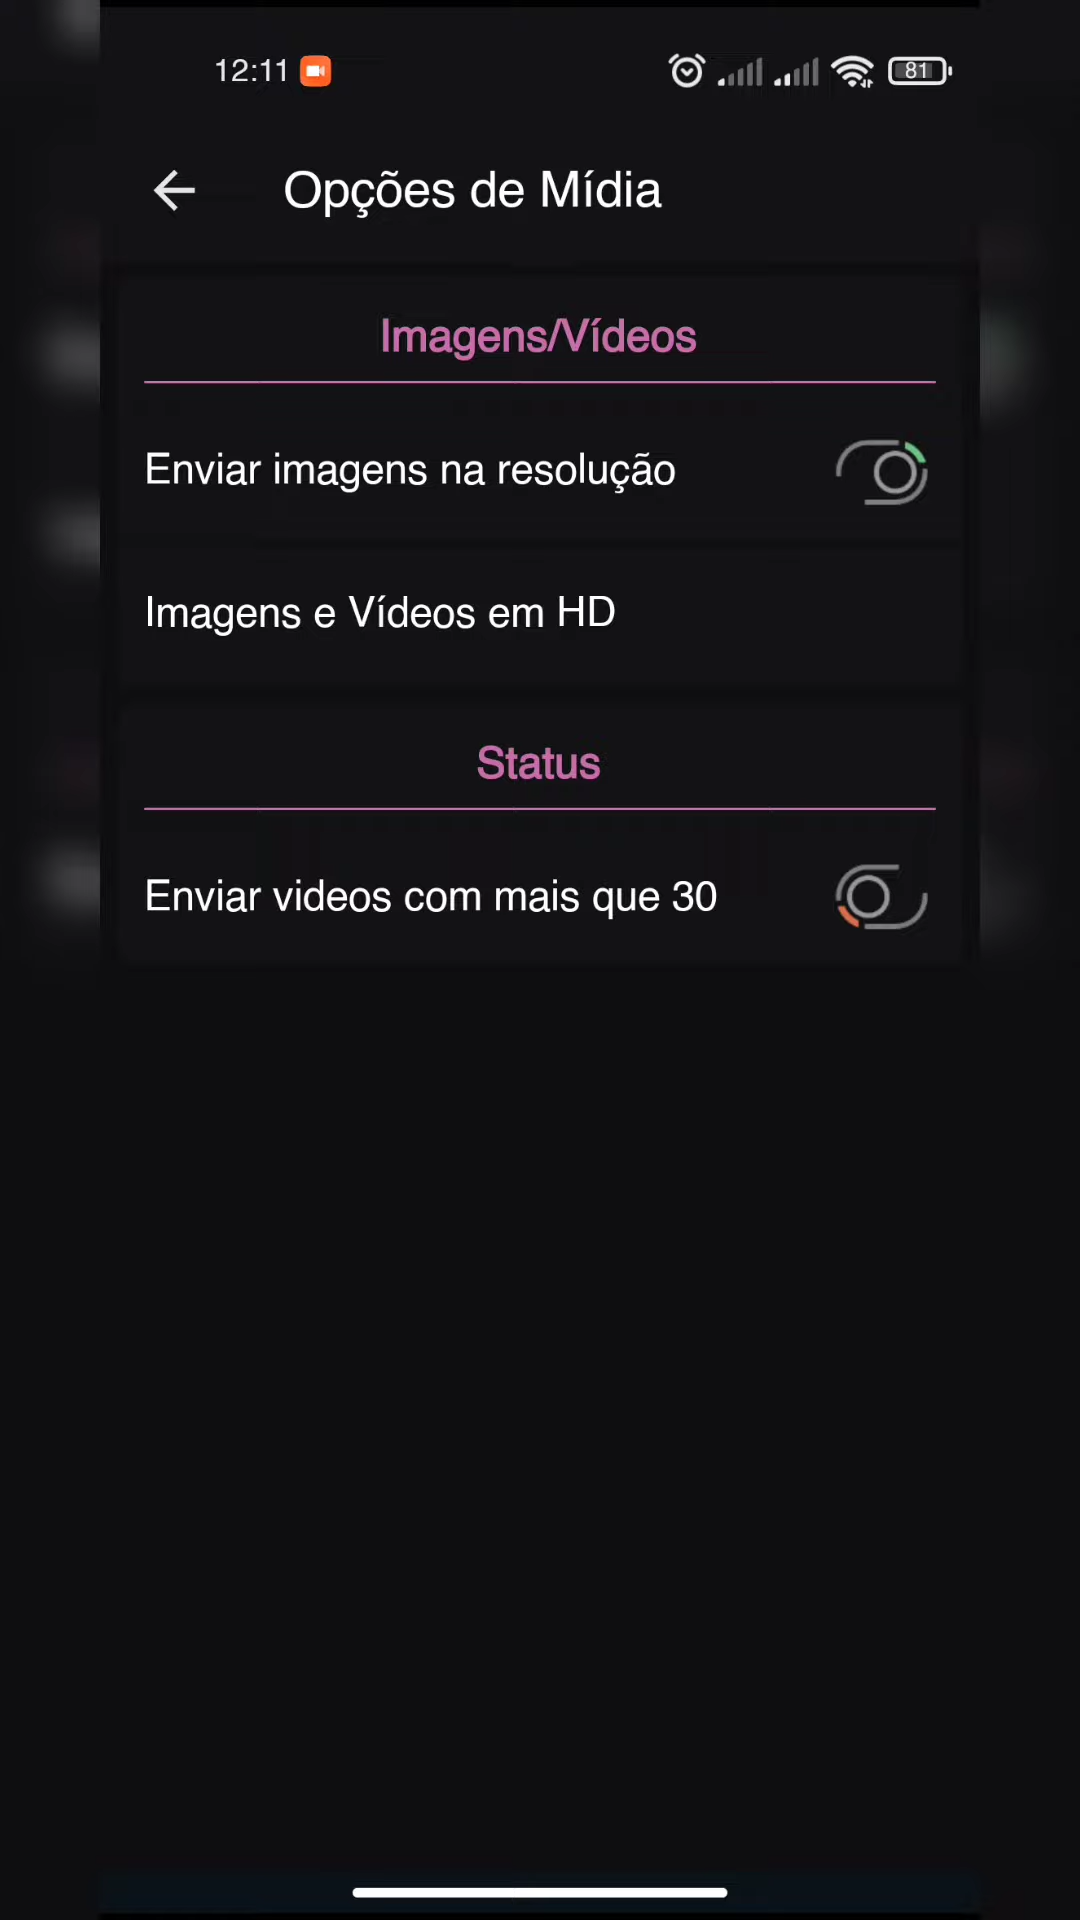 12:11
81
Opções de Mídia
Imagens/Vídeos
Enviar imagens na resolução
Imagens e Vídeos em HD
Status
Enviar videos com mais que 30